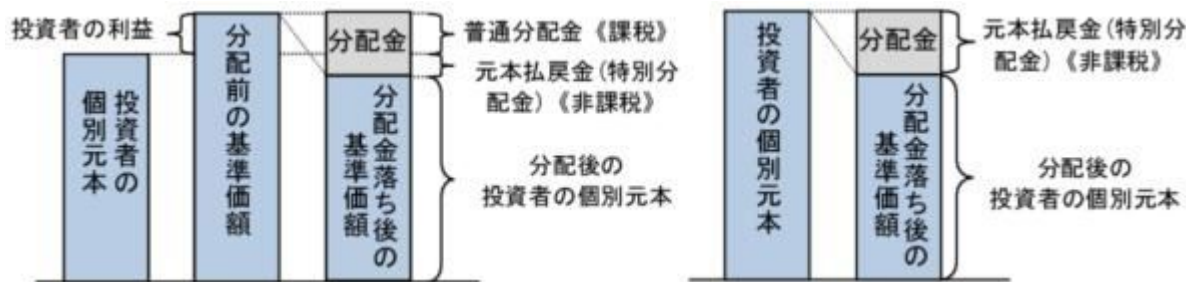 投資者の利益
投資者の
個別元本
分配前の基準価額
分配金
分配金落ち後の
基準価額
普通分配金《課税》
元本払戻金(特別分
配金)《非課税》
分配後の
投資者の個別元本
投資者の個別元本
分配金
分配金落ち後の
基準価額
元本払戻金(特別分
配金)《非課税》
分配後の
投資者の個別元本